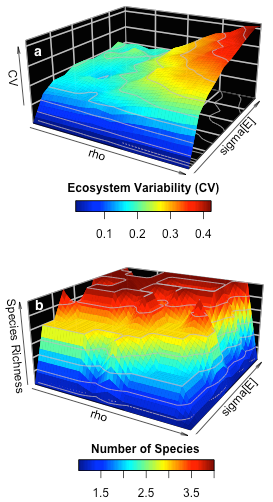 a
CV
rho
sigma[E]
Ecosystem Variability (CV)
0.1 0.2 0.3 0.4
b
Species Richness
rho
sigma[E]
Number of Species
1.5 2.5 3.5